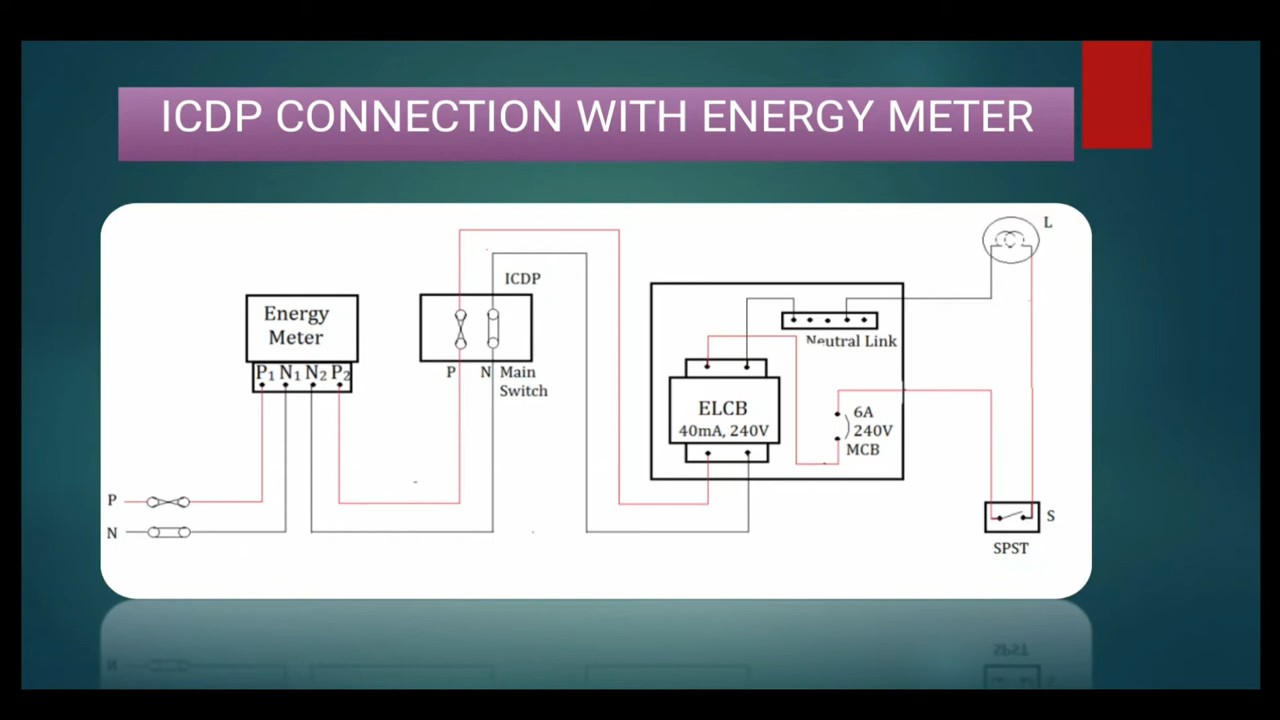 ICDP CONNECTION WITH ENERGY METER
L
ICDP
Energy
Meter
P1 N1 N2 P2
P
N
Main
Switch
Neutral Link
ELCB
40mA, 240V
6A
240V
MCB
P
N
S
SPST